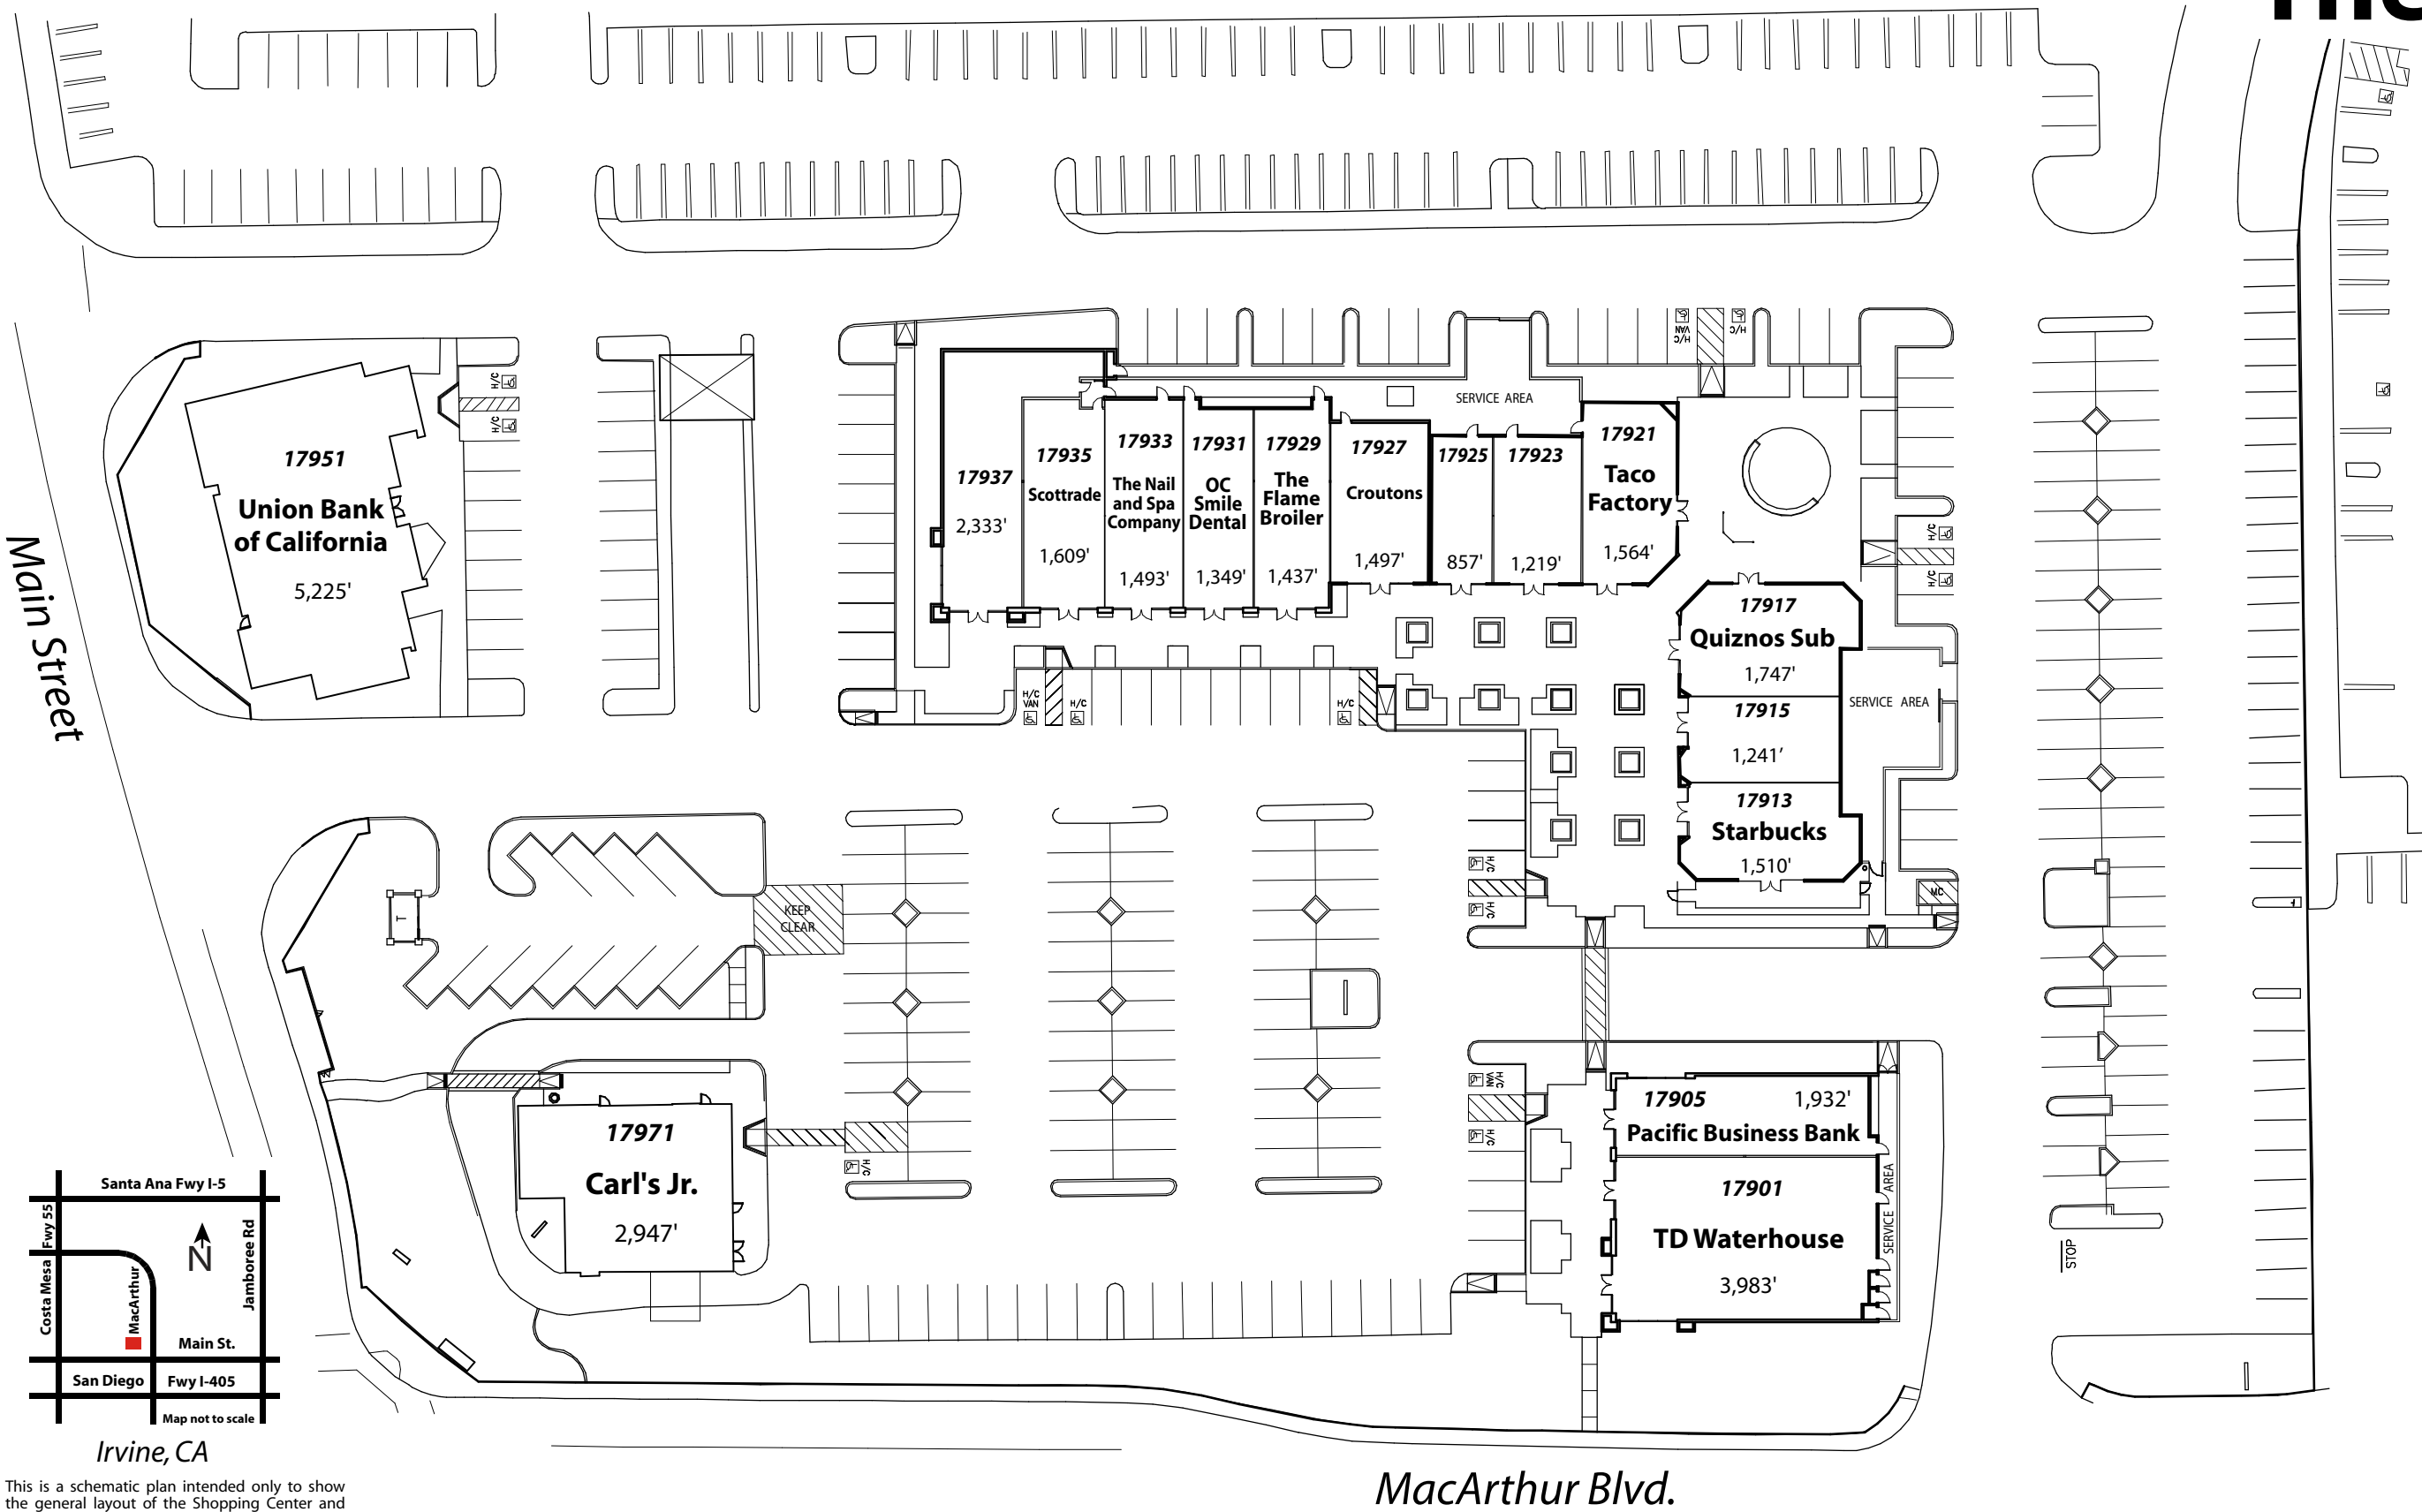 H/C
VAN
H/C
SERVICE AREA
17951
Union Bank
of California
5,225'
H/C
H/C
17937
2,333'
17935
Scottrade
1,609'
17933
The Nail
and Spa
Company
1,493'
17931
OC
Smile
Dental
1,349'
17929
The
Flame
Broiler
1,437'
17927
Croutons
1,497'
17925
857'
17923
1,219'
17921
Taco
Factory
1,564'
H/C
H/C
Main Street
17917
Quiznos Sub
1,747'
SERVICE AREA
17915
1,241’
17913
Starbucks
1,510'
H/C
VAN
H/C
H/C
H/C
H/C
MC
KEEP
CLEAR
T
17971
Carl's Jr.
2,947'
H/C
H/C
VAN
H/C
17905 1,932'
Pacific Business Bank
17901
TD Waterhouse
3,983'
SERVICE AREA
STOP
Santa Ana Fwy I-5
Costa Mesa Fwy 55
N
MacArthur
Jamboree Rd
Main St.
San Diego Fwy I-405
Map not to scale
Irvine, CA
This is a schematic plan intended only to show
the general layout of the Shopping Center and
MacArthur Blvd.